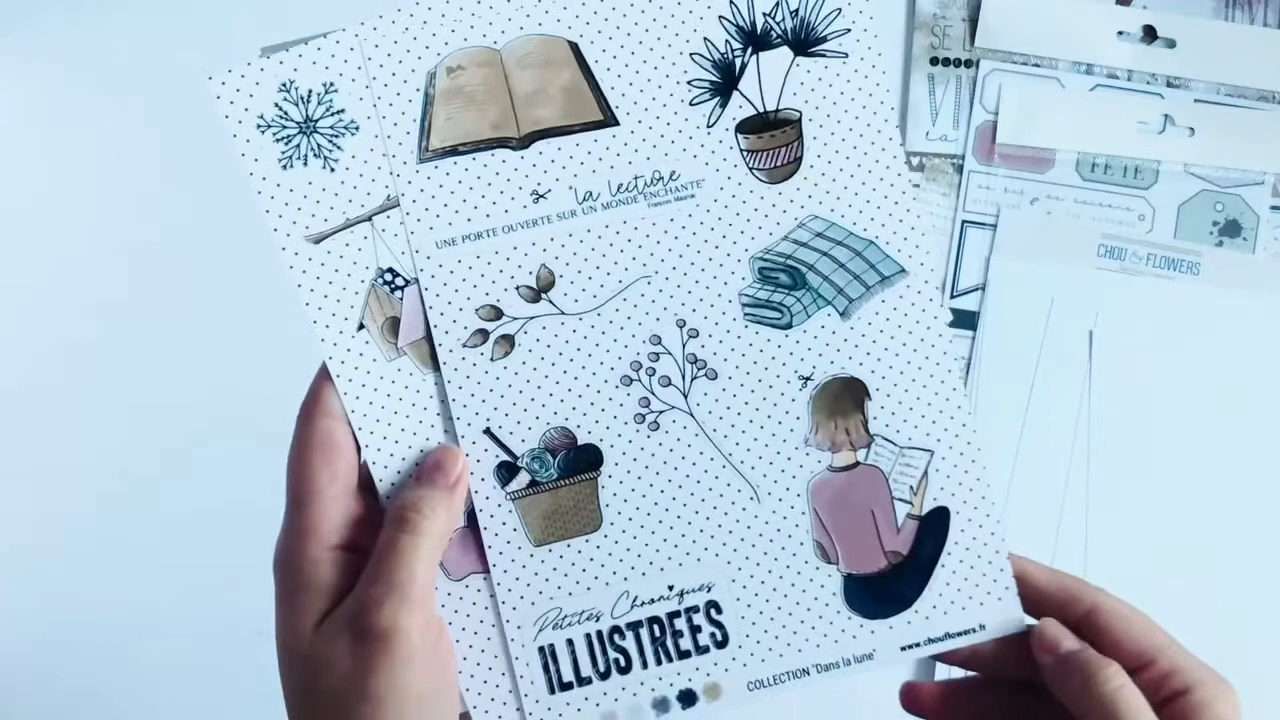 la lecture
UNE PORTE OUVERTE SUR UN MONDE ENCHANTÉ"
François Mauriac
Petites Chroniques
ILLUSTRÉES
COLLECTION "Dans la lune"
www.chouflowers.fr
FÊTE
CHOU & FLOWERS